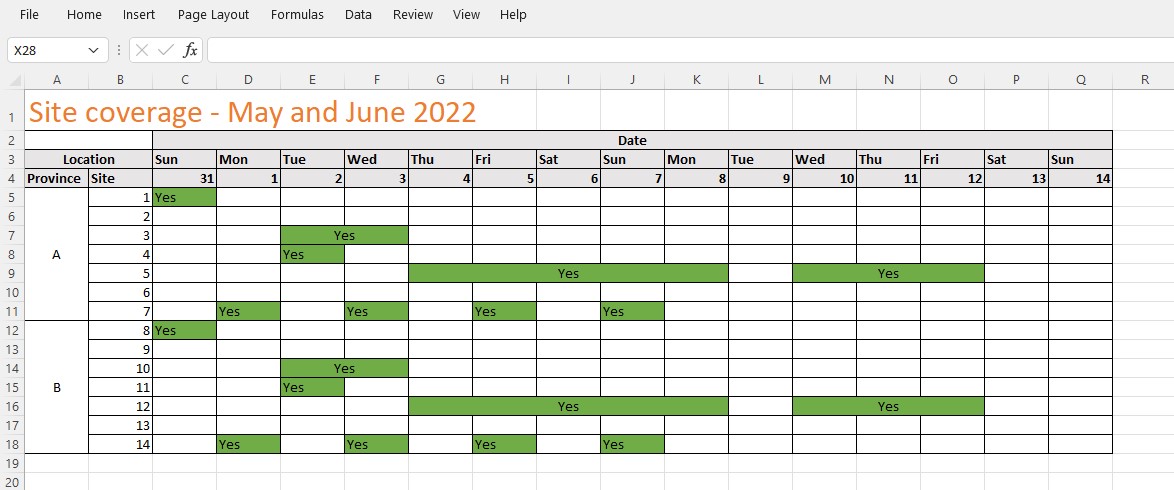 File Home Insert Page Layout Formulas Data Review View Help
X28 fx
A B C D E F G H I J K L M N O P Q R
1 Site coverage - May and June 2022
2 Date
3 Location Sun Mon Tue Wed Thu Fri Sat Sun Mon Tue Wed Thu Fri Sat Sun
4 Province Site 31 1 2 3 4 5 6 7 8 9 10 11 12 13 14
5 1 Yes
6 2
7 3 Yes
8 A 4 Yes
9 5 Yes Yes
10 6
11 7 Yes Yes Yes Yes
12 8 Yes
13 9
14 10 Yes
15 B 11 Yes
16 12 Yes Yes
17 13
18 14 Yes Yes Yes Yes
19
20